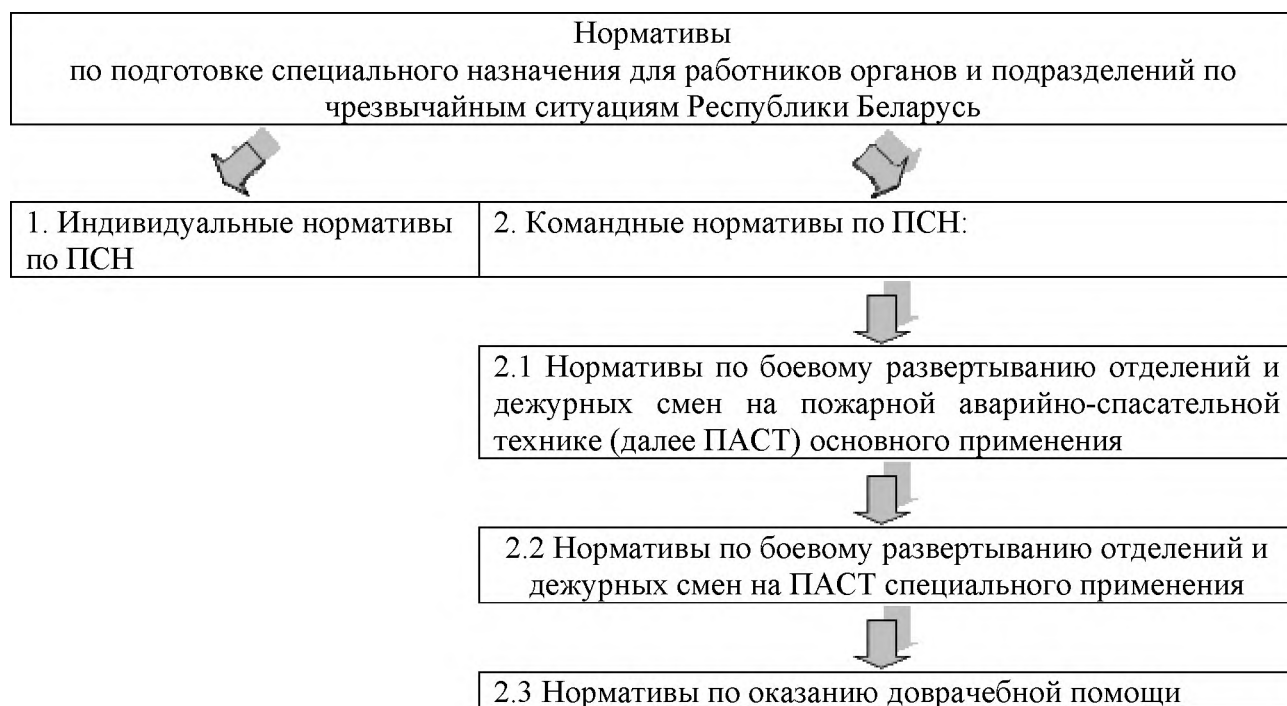 Нормативы
по подготовке специального назначения для работников органов и подразделений по
чрезвычайным ситуациям Республики Беларусь
1. Индивидуальные нормативы
по ПСН
2. Командные нормативы по ПСН:
2.1 Нормативы по боевому развертыванию отделений и
дежурных смен на пожарной аварийно-спасательной
технике (далее ПАСТ) основного применения
2.2 Нормативы по боевому развертыванию отделений и
дежурных смен на ПАСТ специального применения
2.3 Нормативы по оказанию доврачебной помощи